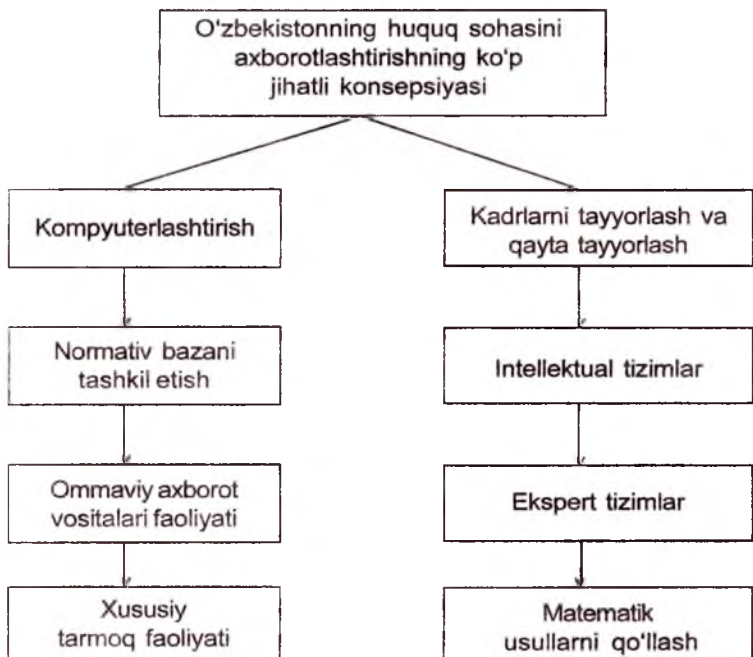 O‘zbekistonning huquq sohasini
axborotlashtirishning ko‘p
jihatli konsepsiyasi
Kompyuterlashtirish
Normativ bazani
tashkil etish
Ommaviy axborot
vositalari faoliyati
Xususiy
tarmoq faoliyati
Kadrlarni tayyorlash va
qayta tayyorlash
Intellektual tizimlar
Ekspert tizimlar
Matematik
usullarni qo‘llash